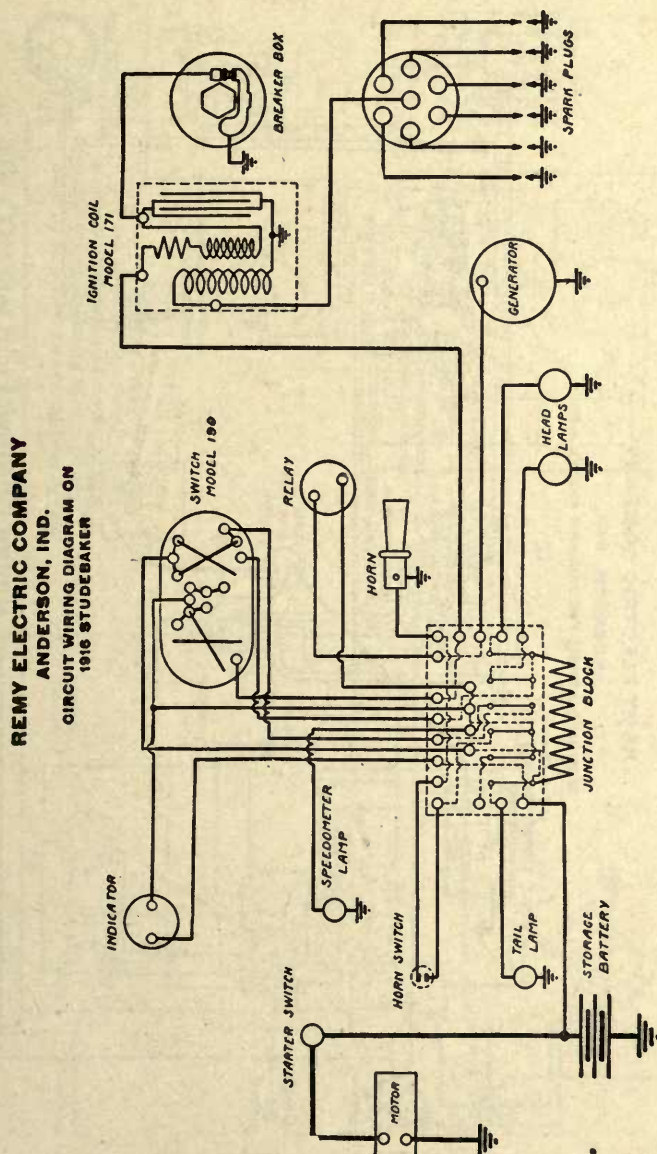 REMY ELECTRIC COMPANY
ANDERSON, IND.
CIRCUIT WIRING DIAGRAM ON
1916 STUDEBAKER
BREAKER BOX
SPARK PLUGS
IGNITION COIL
MODEL 171
GENERATOR
HEAD
LAMPS
SWITCH
MODEL 190
RELAY
HORN
JUNCTION BLOCK
INDICATOR
SPEEDOMETER
LAMP
HORN SWITCH
TAIL
LAMP
STORAGE
BATTERY
STARTER SWITCH
MOTOR